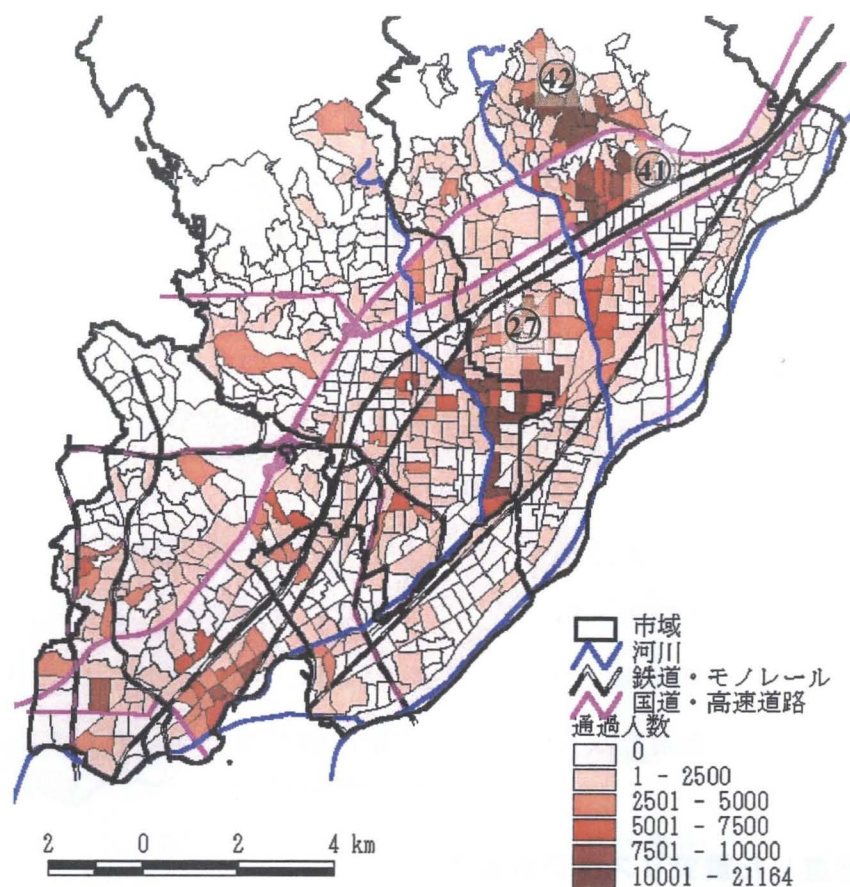 ㊷
㊶
㉗
市域
河川
鉄道・モノレール
国道・高速道路
通過人数
0
1 - 2500
2501 - 5000
5001 - 7500
7501 - 10000
10001 - 21164
2 0 2 4 km